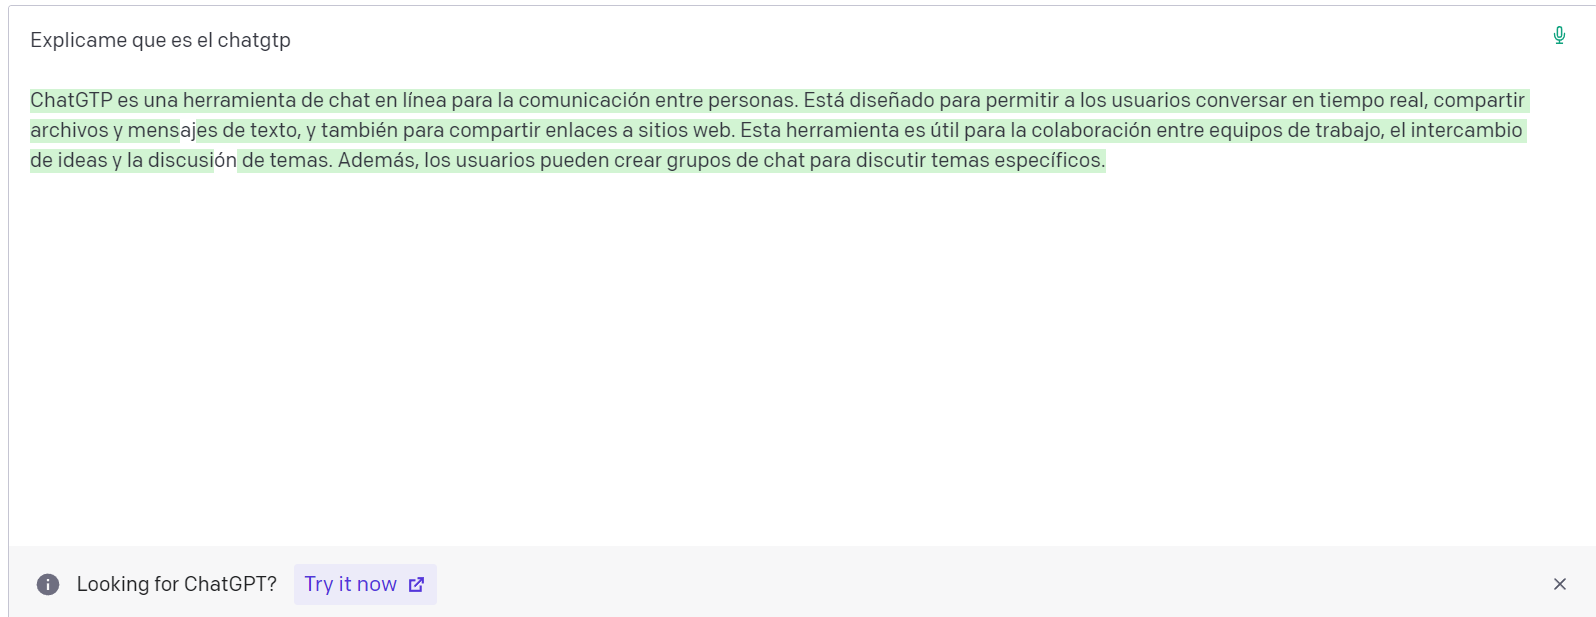 Explicame que es el chatgtp
ChatGTP es una herramienta de chat en línea para la comunicación entre personas. Está diseñado para permitir a los usuarios conversar en tiempo real, compartir
archivos y mensajes de texto, y también para compartir enlaces a sitios web. Esta herramienta es útil para la colaboración entre equipos de trabajo, el intercambio
de ideas y la discusión de temas. Además, los usuarios pueden crear grupos de chat para discutir temas específicos.
Looking for ChatGPT? Try it now